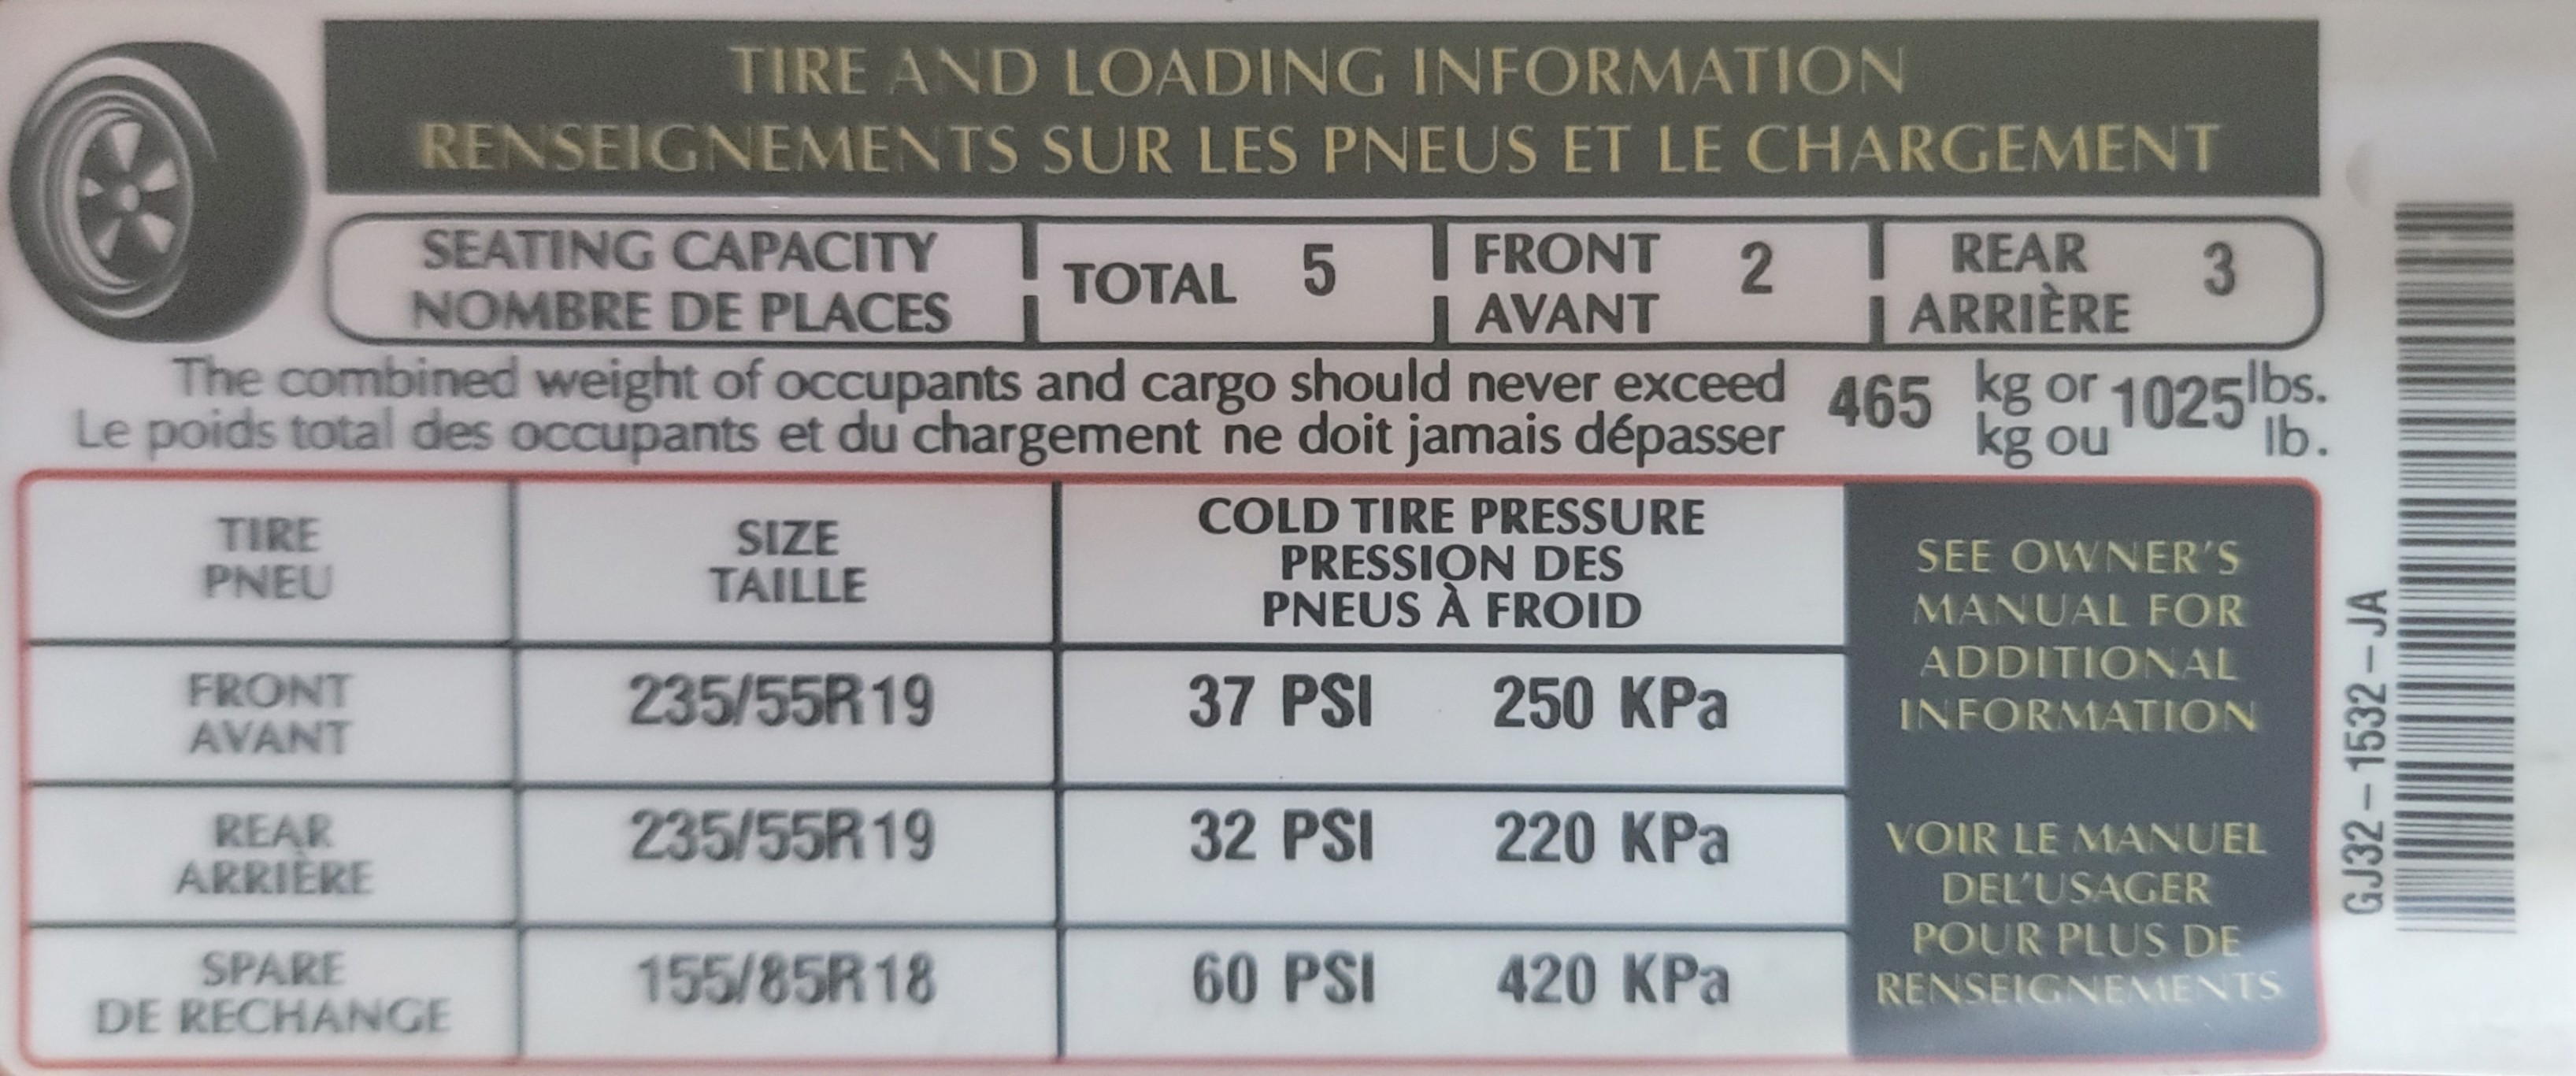 TIRE AND LOADING INFORMATION
RENSEIGNEMENTS SUR LES PNEUS ET LE CHARGEMENT
SEATING CAPACITY
NOMBRE DE PLACES
TOTAL 5
FRONT
AVANT
2
REAR
ARRIÈRE
3
The combined weight of occupants and cargo should never exceed 465 kg or 1025 lbs.
Le poids total des occupants et du chargement ne doit jamais dépasser kg ou lb.
TIRE
PNEU
SIZE
TAILLE
COLD TIRE PRESSURE
PRESSION DES
PNEUS À FROID
FRONT
AVANT
235/55R19
37 PSI 250 KPa
REAR
ARRIÈRE
235/55R19
32 PSI 220 KPa
SPARE
DE RECHANGE
155/85R18
60 PSI 420 KPa
SEE OWNER'S
MANUAL FOR
ADDITIONAL
INFORMATION
VOIR LE MANUEL
DEL'USAGER
POUR PLUS DE
RENSEIGNEMENTS
GJ32-1532-JA